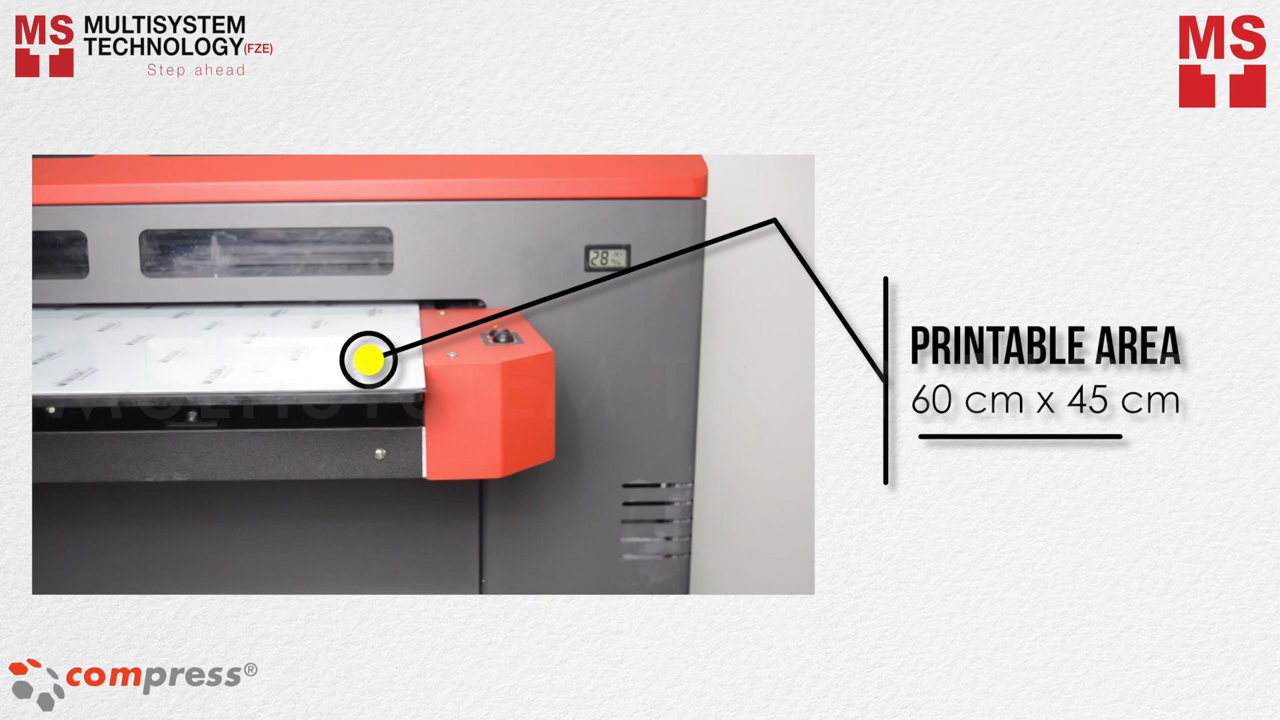 MS
MULTISYSTEM
TECHNOLOGY(FZE)
Step ahead
MS
28
PRINTABLE AREA
60 cm x 45 cm
compress®